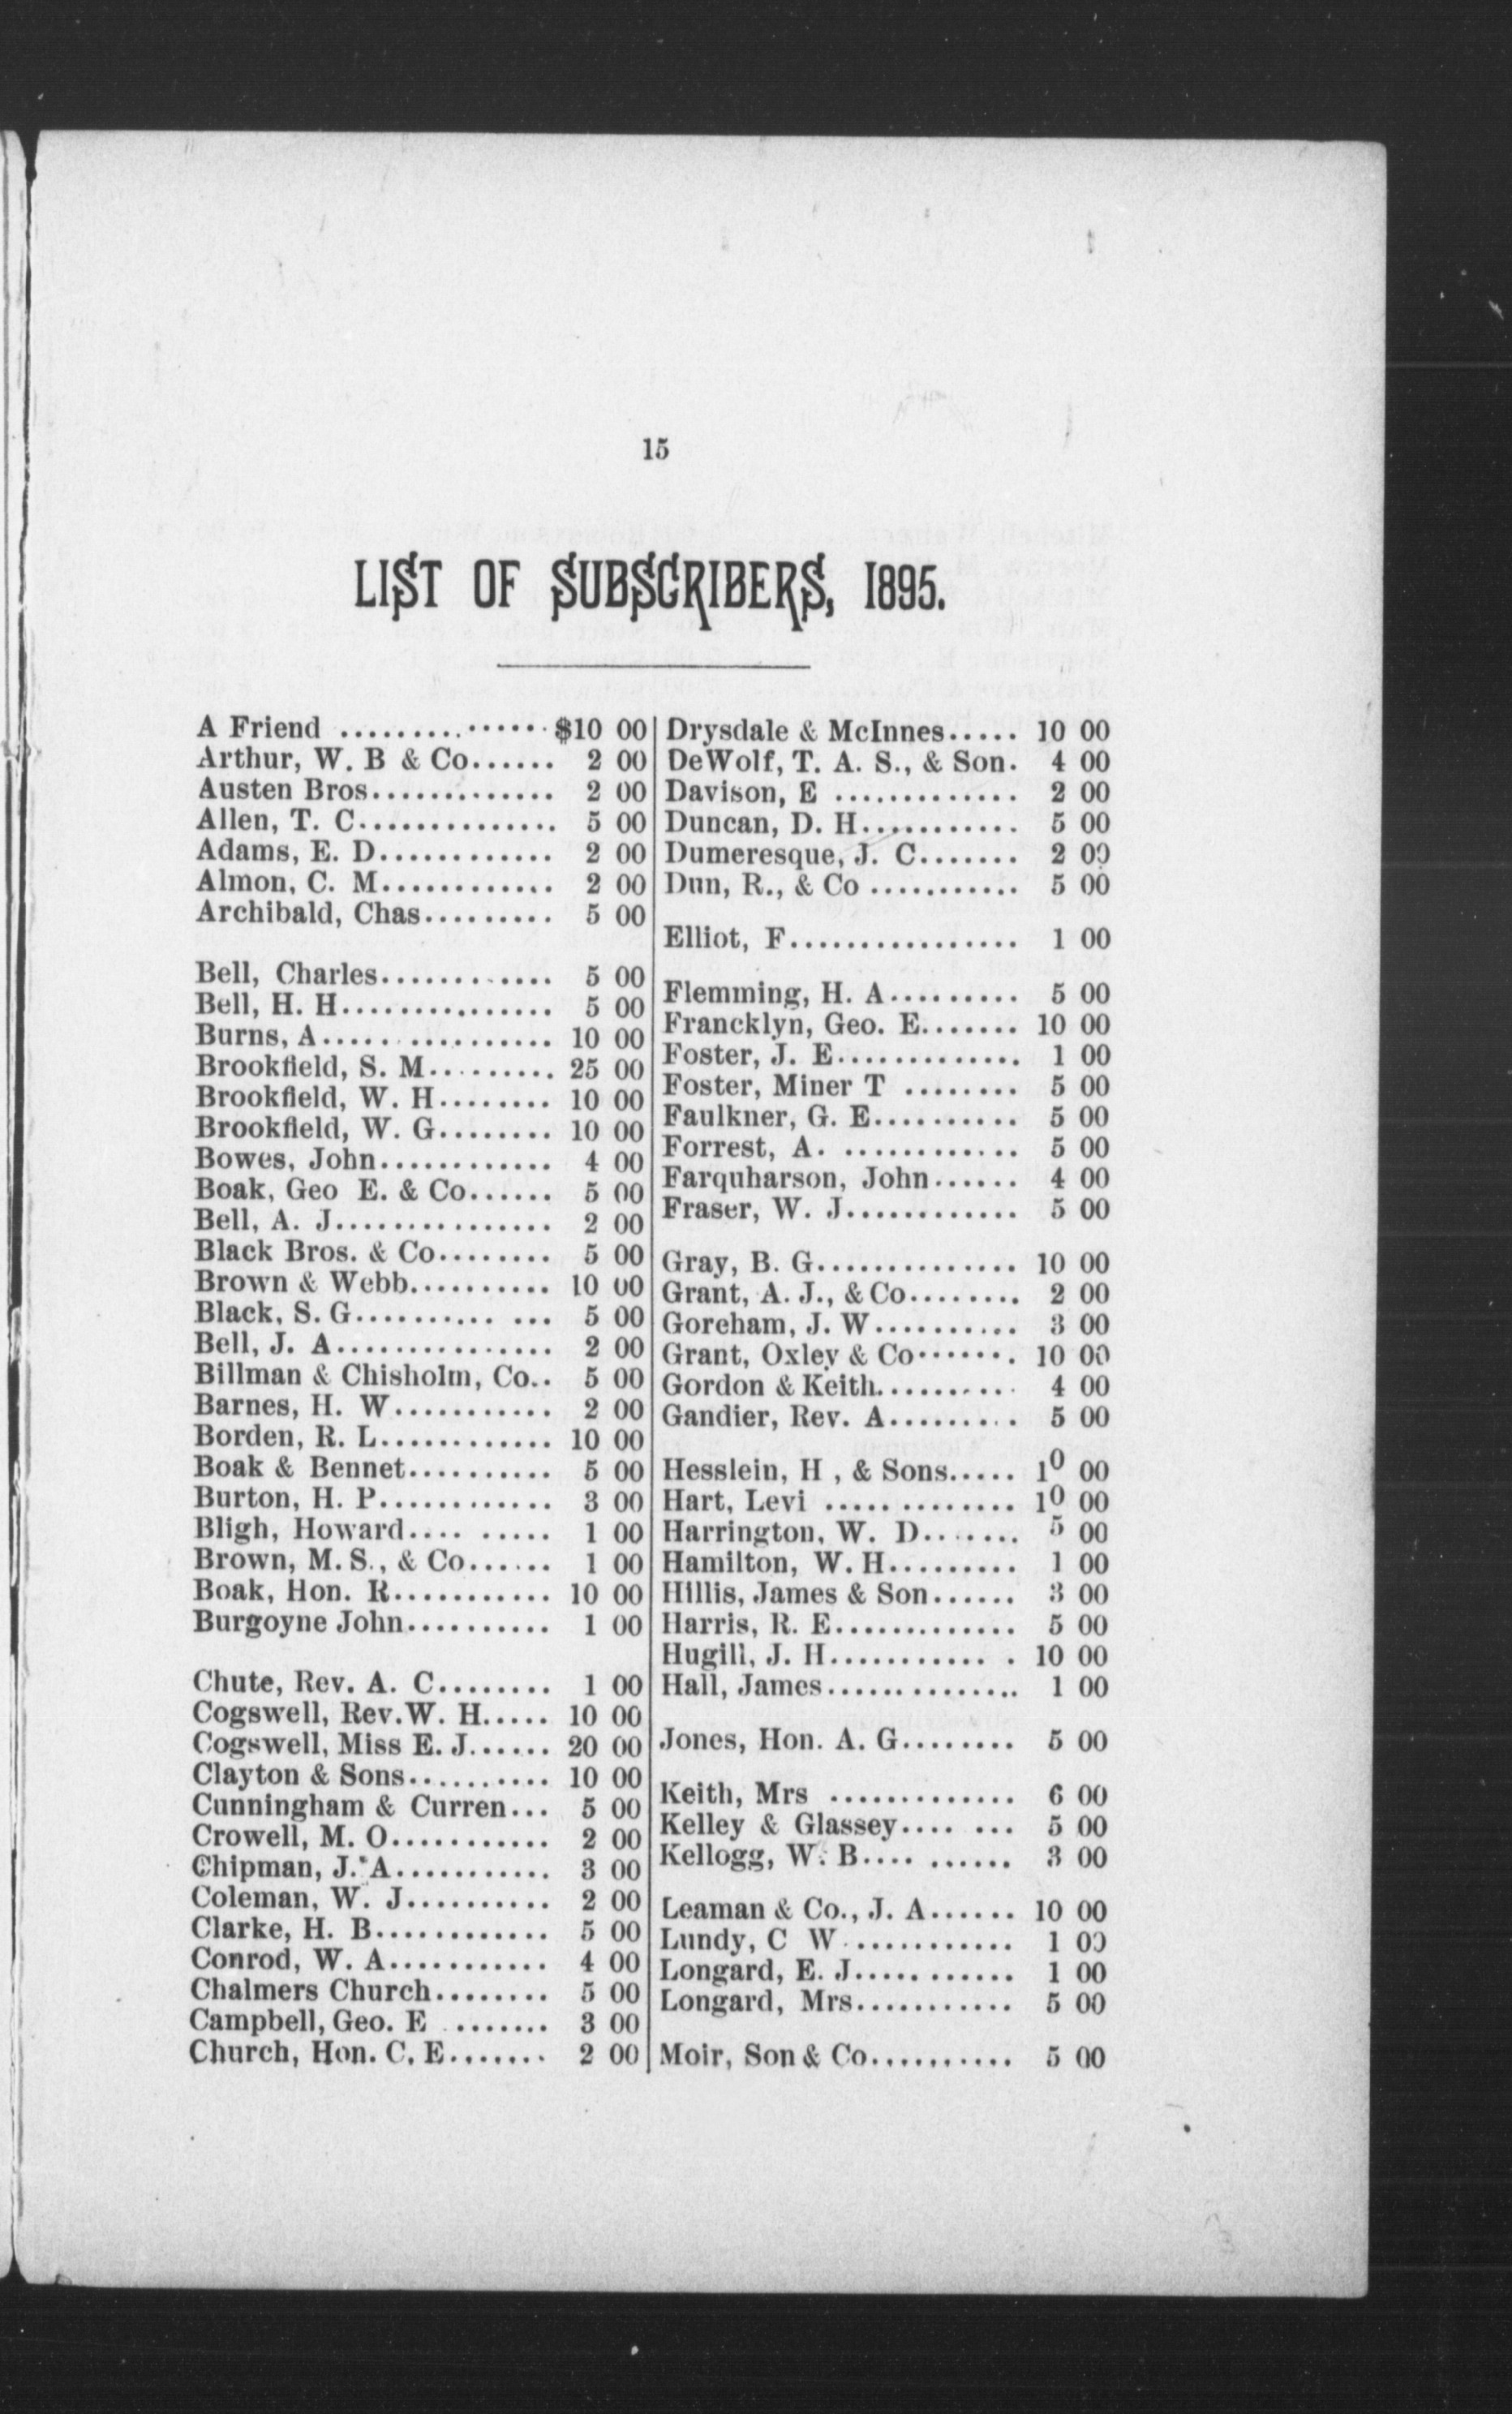 15
LIST OF SUBSCRIBERS, 1895.
A Friend ............... $10 00
Arthur, W. B & Co...... 2 00
Austen Bros............. 2 00
Allen, T. C.............. 5 00
Adams, E. D............ 2 00
Almon, C. M............ 2 00
Archibald, Chas......... 5 00
Bell, Charles............ 5 00
Bell, H. H............... 5 00
Burns, A................ 10 00
Brookfield, S. M......... 25 00
Brookfield, W. H........ 10 00
Brookfield, W. G........ 10 00
Bowes, John............ 4 00
Boak, Geo E. & Co...... 5 00
Bell, A. J............... 2 00
Black Bros. & Co........ 5 00
Brown & Webb.......... 10 00
Black, S. G.......... ... 5 00
Bell, J. A............... 2 00
Billman & Chisholm, Co.. 5 00
Barnes, H. W........... 2 00
Borden, R. L............ 10 00
Boak & Bennet.......... 5 00
Burton, H. P............ 3 00
Bligh, Howard.... ..... 1 00
Brown, M. S., & Co...... 1 00
Boak, Hon. R........... 10 00
Burgoyne John.......... 1 00
Chute, Rev. A. C........ 1 00
Cogswell, Rev. W. H..... 10 00
Cogswell, Miss E. J...... 20 00
Clayton & Sons.......... 10 00
Cunningham & Curren... 5 00
Crowell, M. O........... 2 00
Chipman, J. A........... 3 00
Coleman, W. J.......... 2 00
Clarke, H. B............ 5 00
Conrod, W. A........... 4 00
Chalmers Church........ 5 00
Campbell, Geo. E ....... 3 00
Church, Hon. C. E....... 2 00
Drysdale & McInnes..... 10 00
DeWolf, T. A. S., & Son. 4 00
Davison, E ............. 2 00
Duncan, D. H........... 5 00
Dumeresque, J. C....... 2 00
Dun, R., & Co ........... 5 00
Elliot, F................ 1 00
Flemming, H. A......... 5 00
Francklyn, Geo. E....... 10 00
Foster, J. E............. 1 00
Foster, Miner T ........ 5 00
Faulkner, G. E.......... 5 00
Forrest, A. ............ 5 00
Farquharson, John...... 4 00
Fraser, W. J............ 5 00
Gray, B. G.............. 10 00
Grant, A. J., & Co........ 2 00
Goreham, J. W.......... 3 00
Grant, Oxley & Co....... 10 00
Gordon & Keith.......... 4 00
Gandier, Rev. A......... 5 00
Hesslein, H , & Sons..... 10 00
Hart, Levi ..... ........ 10 00
Harrington, W. D....... 5 00
Hamilton, W. H......... 1 00
Hillis, James & Son...... 3 00
Harris, R. E............. 5 00
Hugill, J. H........... . 10 00
Hall, James.............. 1 00
Jones, Hon. A. G........ 5 00
Keith, Mrs ............. 6 00
Kelley & Glassey.... ... 5 00
Kellogg, W. B.... ...... 3 00
Leaman & Co., J. A...... 10 00
Lundy, C W ............ 1 00
Longard, E. J........... 1 00
Longard, Mrs........... 5 00
Moir, Son & Co.......... 5 00